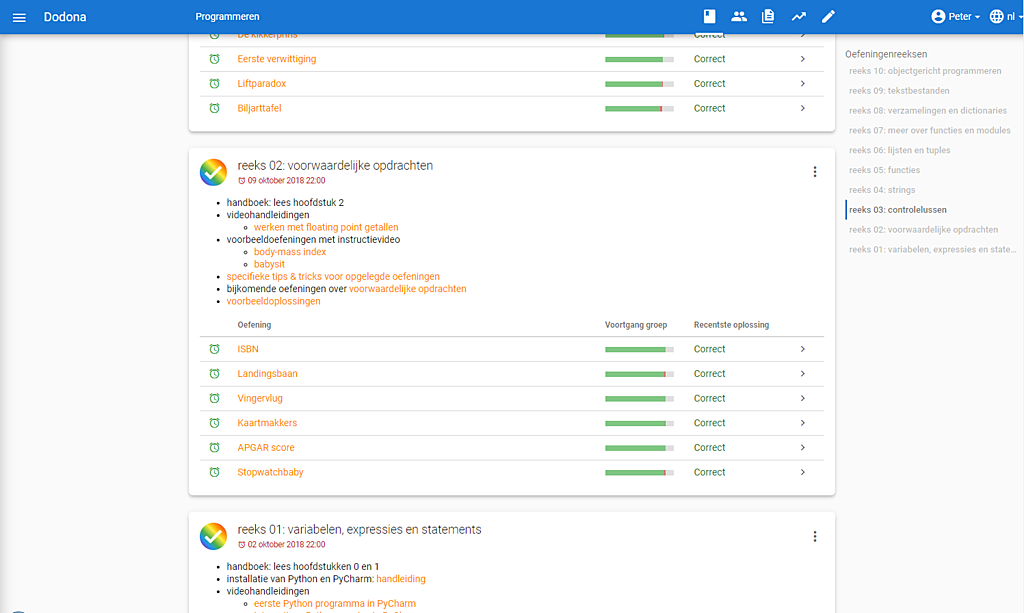 Dodona
Programmeren
Peter
nl
De kikkerprins
Eerste verwittiging Correct
Liftparadox Correct
Biljarttafel Correct
reeks 02: voorwaardelijke opdrachten
09 oktober 2018 22:00
handboek: lees hoofdstuk 2
videohandleidingen
werken met floating point getallen
voorbeeldoefeningen met instructievideo
body-mass index
babysit
specifieke tips & tricks voor opgelegde oefeningen
bijkomende oefeningen over voorwaardelijke opdrachten
voorbeeldoplossingen
Oefening Voortgang groep Recentste oplossing
ISBN Correct
Landingsbaan Correct
Vingervlug Correct
Kaartmakkers Correct
APGAR score Correct
Stopwatchbaby Correct
reeks 01: variabelen, expressies en statements
02 oktober 2018 22:00
handboek: lees hoofdstukken 0 en 1
installatie van Python en PyCharm: handleiding
videohandleidingen
eerste Python programma in PyCharm
Oefeningenreeksen
reeks 10: objectgericht programmeren
reeks 09: tekstbestanden
reeks 08: verzamelingen en dictionaries
reeks 07: meer over functies en modules
reeks 06: lijsten en tuples
reeks 05: functies
reeks 04: strings
reeks 03: controlelussen
reeks 02: voorwaardelijke opdrachten
reeks 01: variabelen, expressies en state...